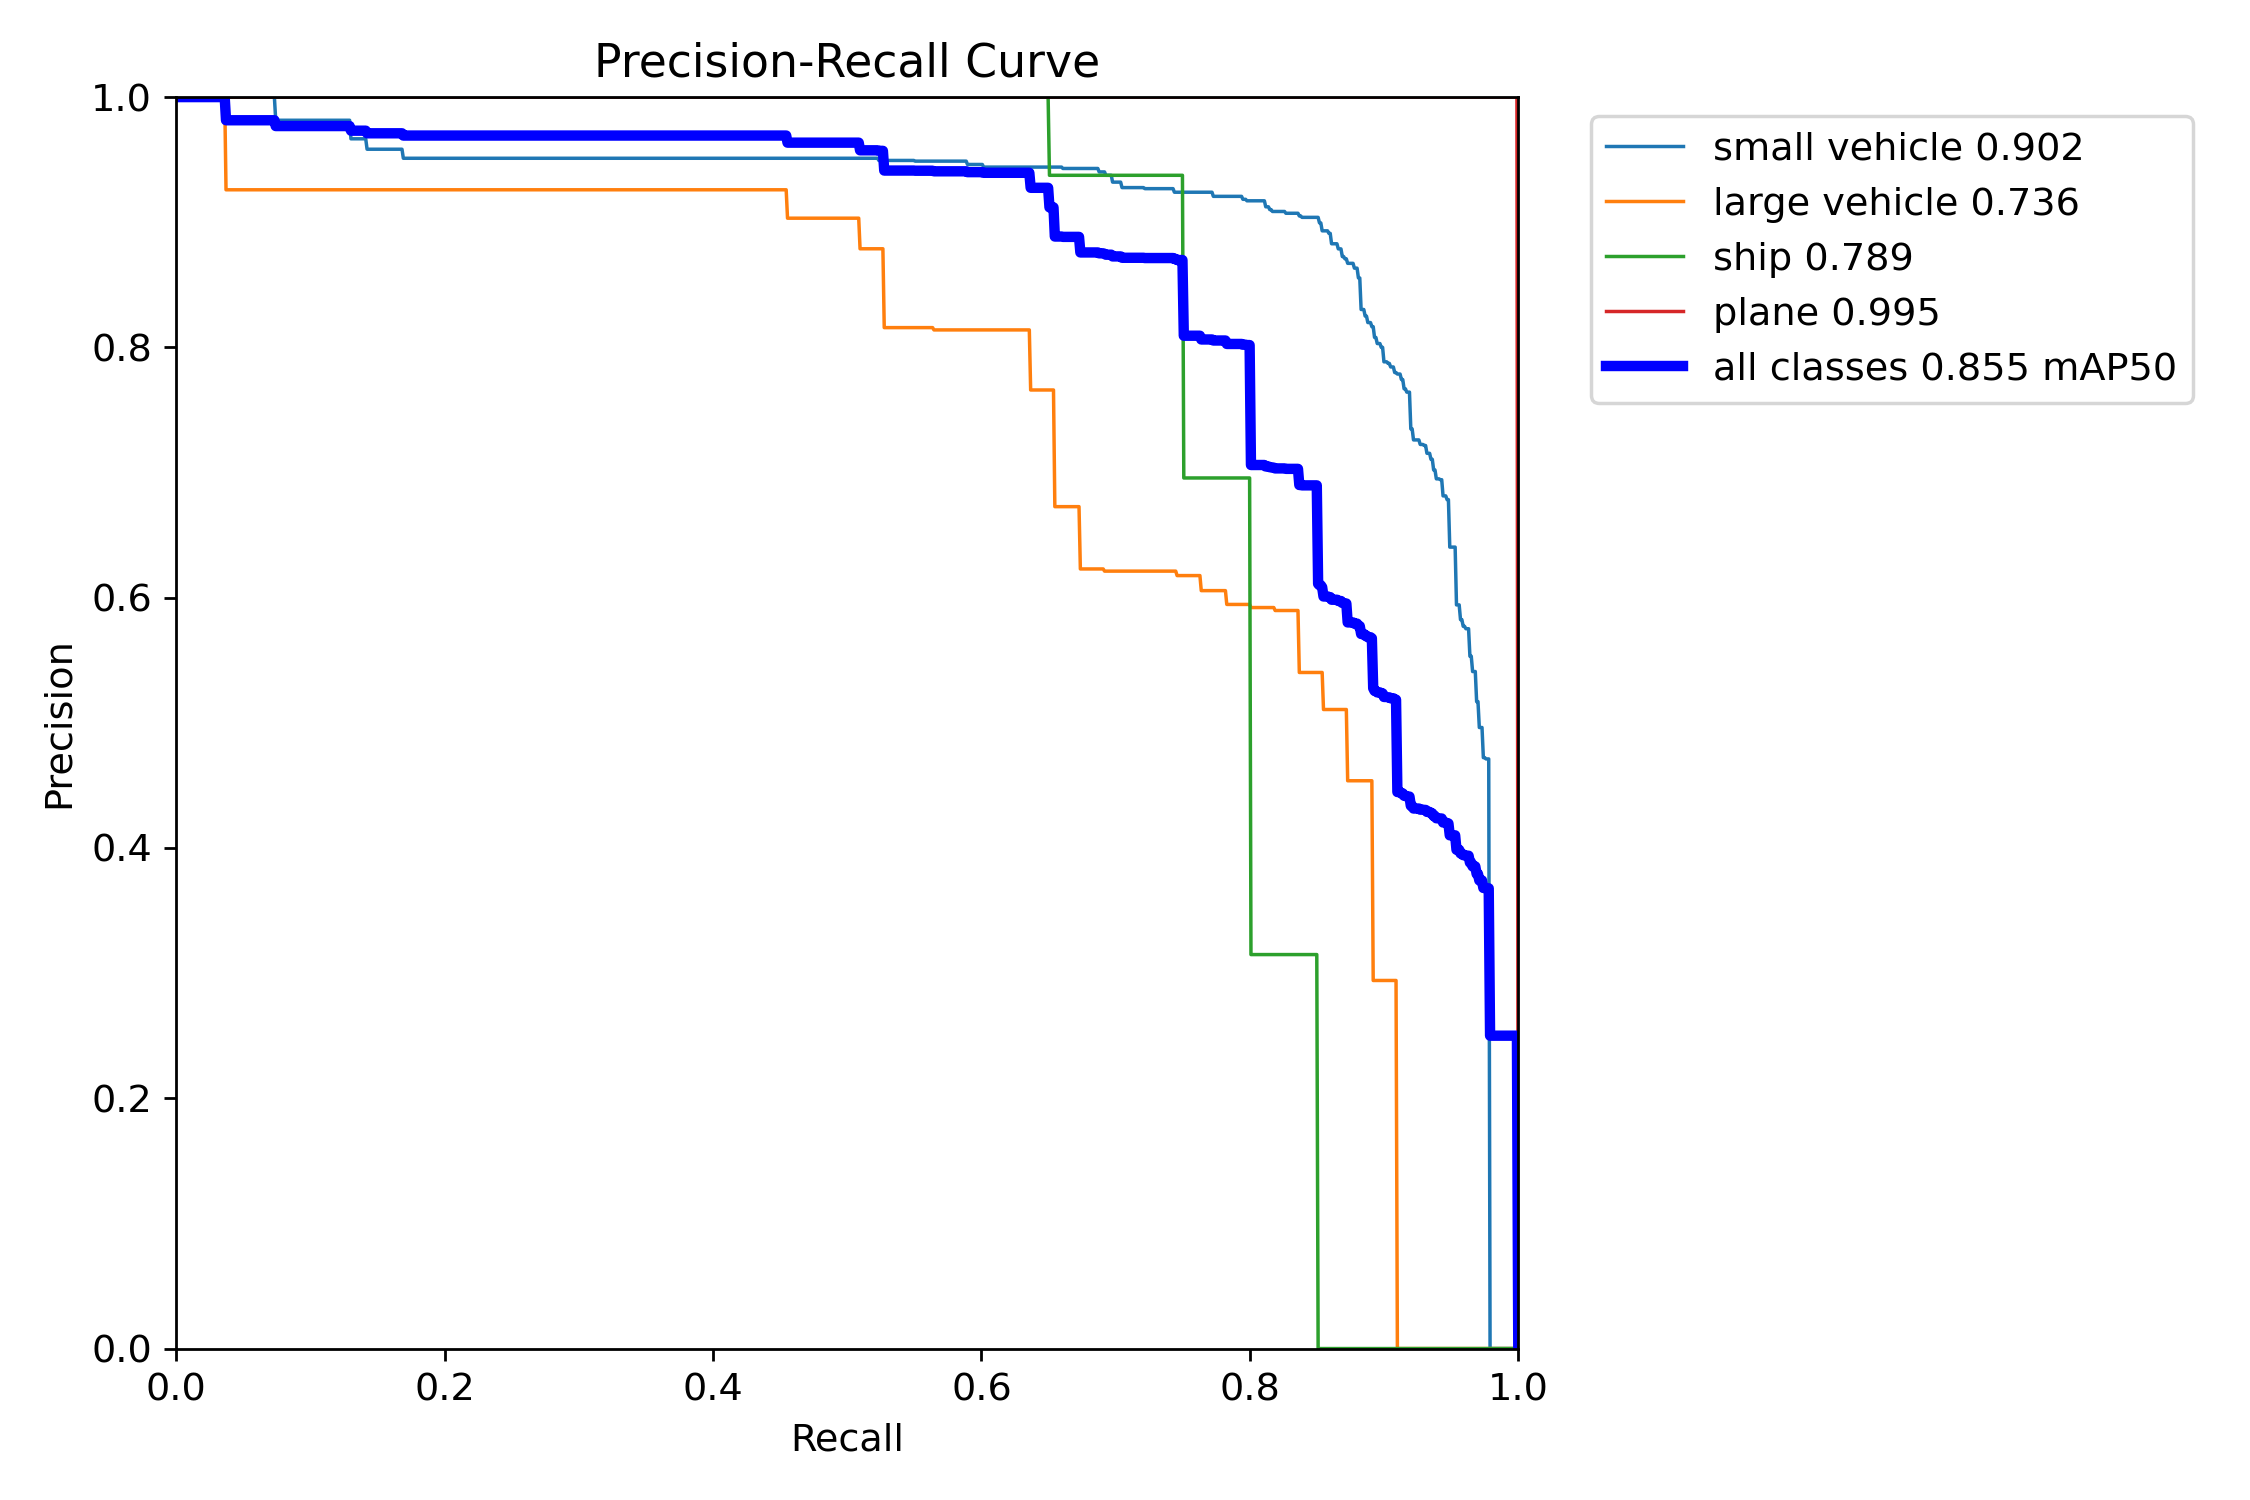 Precision-Recall Curve
1.0
0.8
0.6
0.4
0.2
0.0
Precision
0.0 0.2 0.4 0.6 0.8 1.0
Recall
small vehicle 0.902
large vehicle 0.736
ship 0.789
plane 0.995
all classes 0.855 mAP50